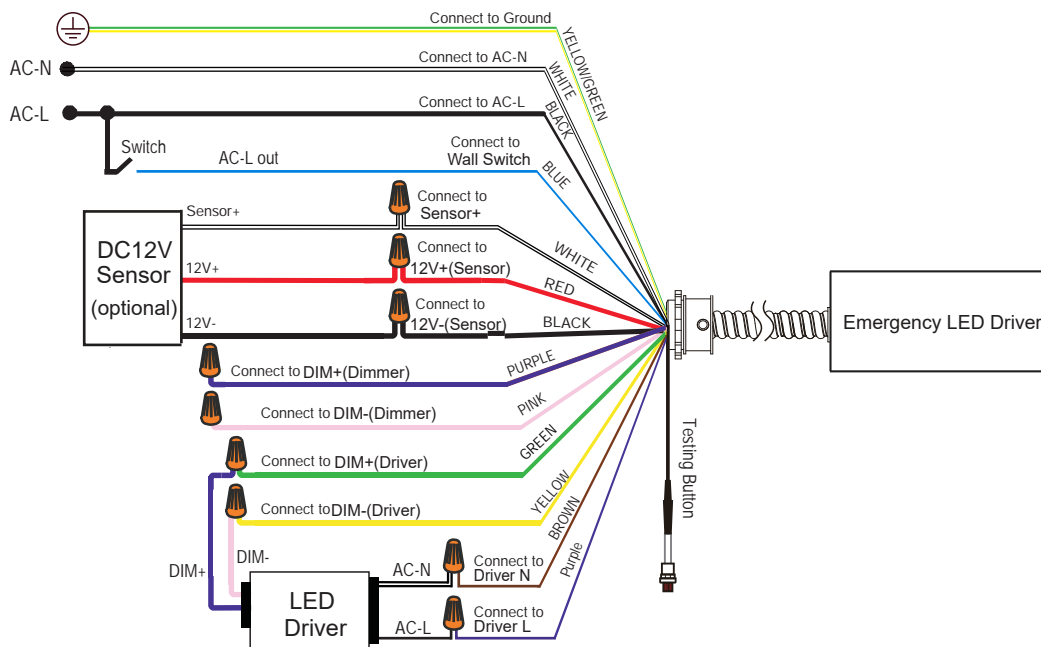 Connect to Ground
YELLOW/GREEN
AC-N
Connect to AC-N
WHITE
AC-L
Connect to AC-L
BLACK
Switch
AC-L out
Connect to
Wall Switch
BLUE
Sensor+
Connect to
Sensor+
WHITE
DC12V
Sensor
(optional)
12V+
Connect to
12V+(Sensor)
RED
12V-
Connect to
12V-(Sensor)
BLACK
Emergency LED Driver
Connect to DIM+(Dimmer)
PURPLE
Connect to DIM-(Dimmer)
PINK
Connect to DIM+(Driver)
GREEN
Connect to DIM-(Driver)
YELLOW
Testing Button
BROWN
Purple
DIM+
DIM-
AC-N
Connect to
Driver N
LED
Driver
AC-L
Connect to
Driver L